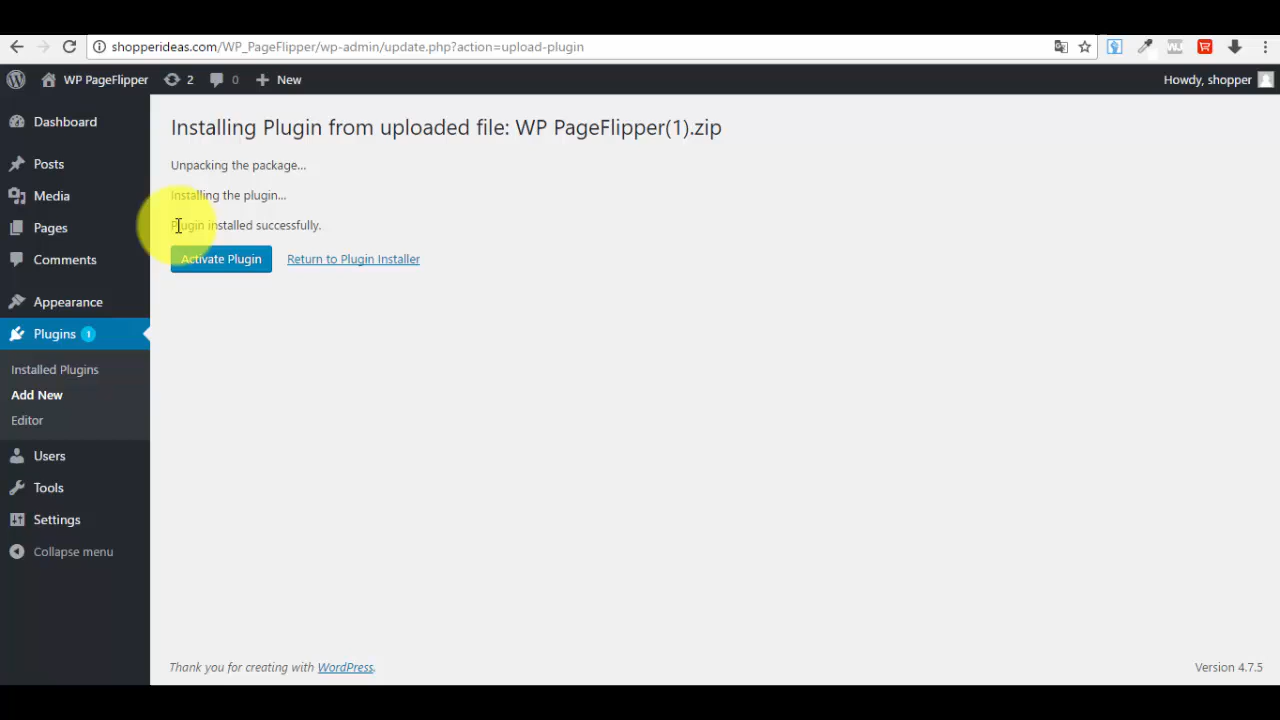 shopperideas.com/WP_PageFlipper/wp-admin/update.php?action=upload-plugin
WP PageFlipper 2 0 New
Howdy, shopper
Dashboard
Posts
Media
Pages
Comments
Appearance
Plugins 1
Installed Plugins
Add New
Editor
Users
Tools
Settings
Collapse menu
Installing Plugin from uploaded file: WP PageFlipper(1).zip
Unpacking the package...
Installing the plugin...
Plugin installed successfully.
Activate Plugin Return to Plugin Installer
Thank you for creating with WordPress.
Version 4.7.5